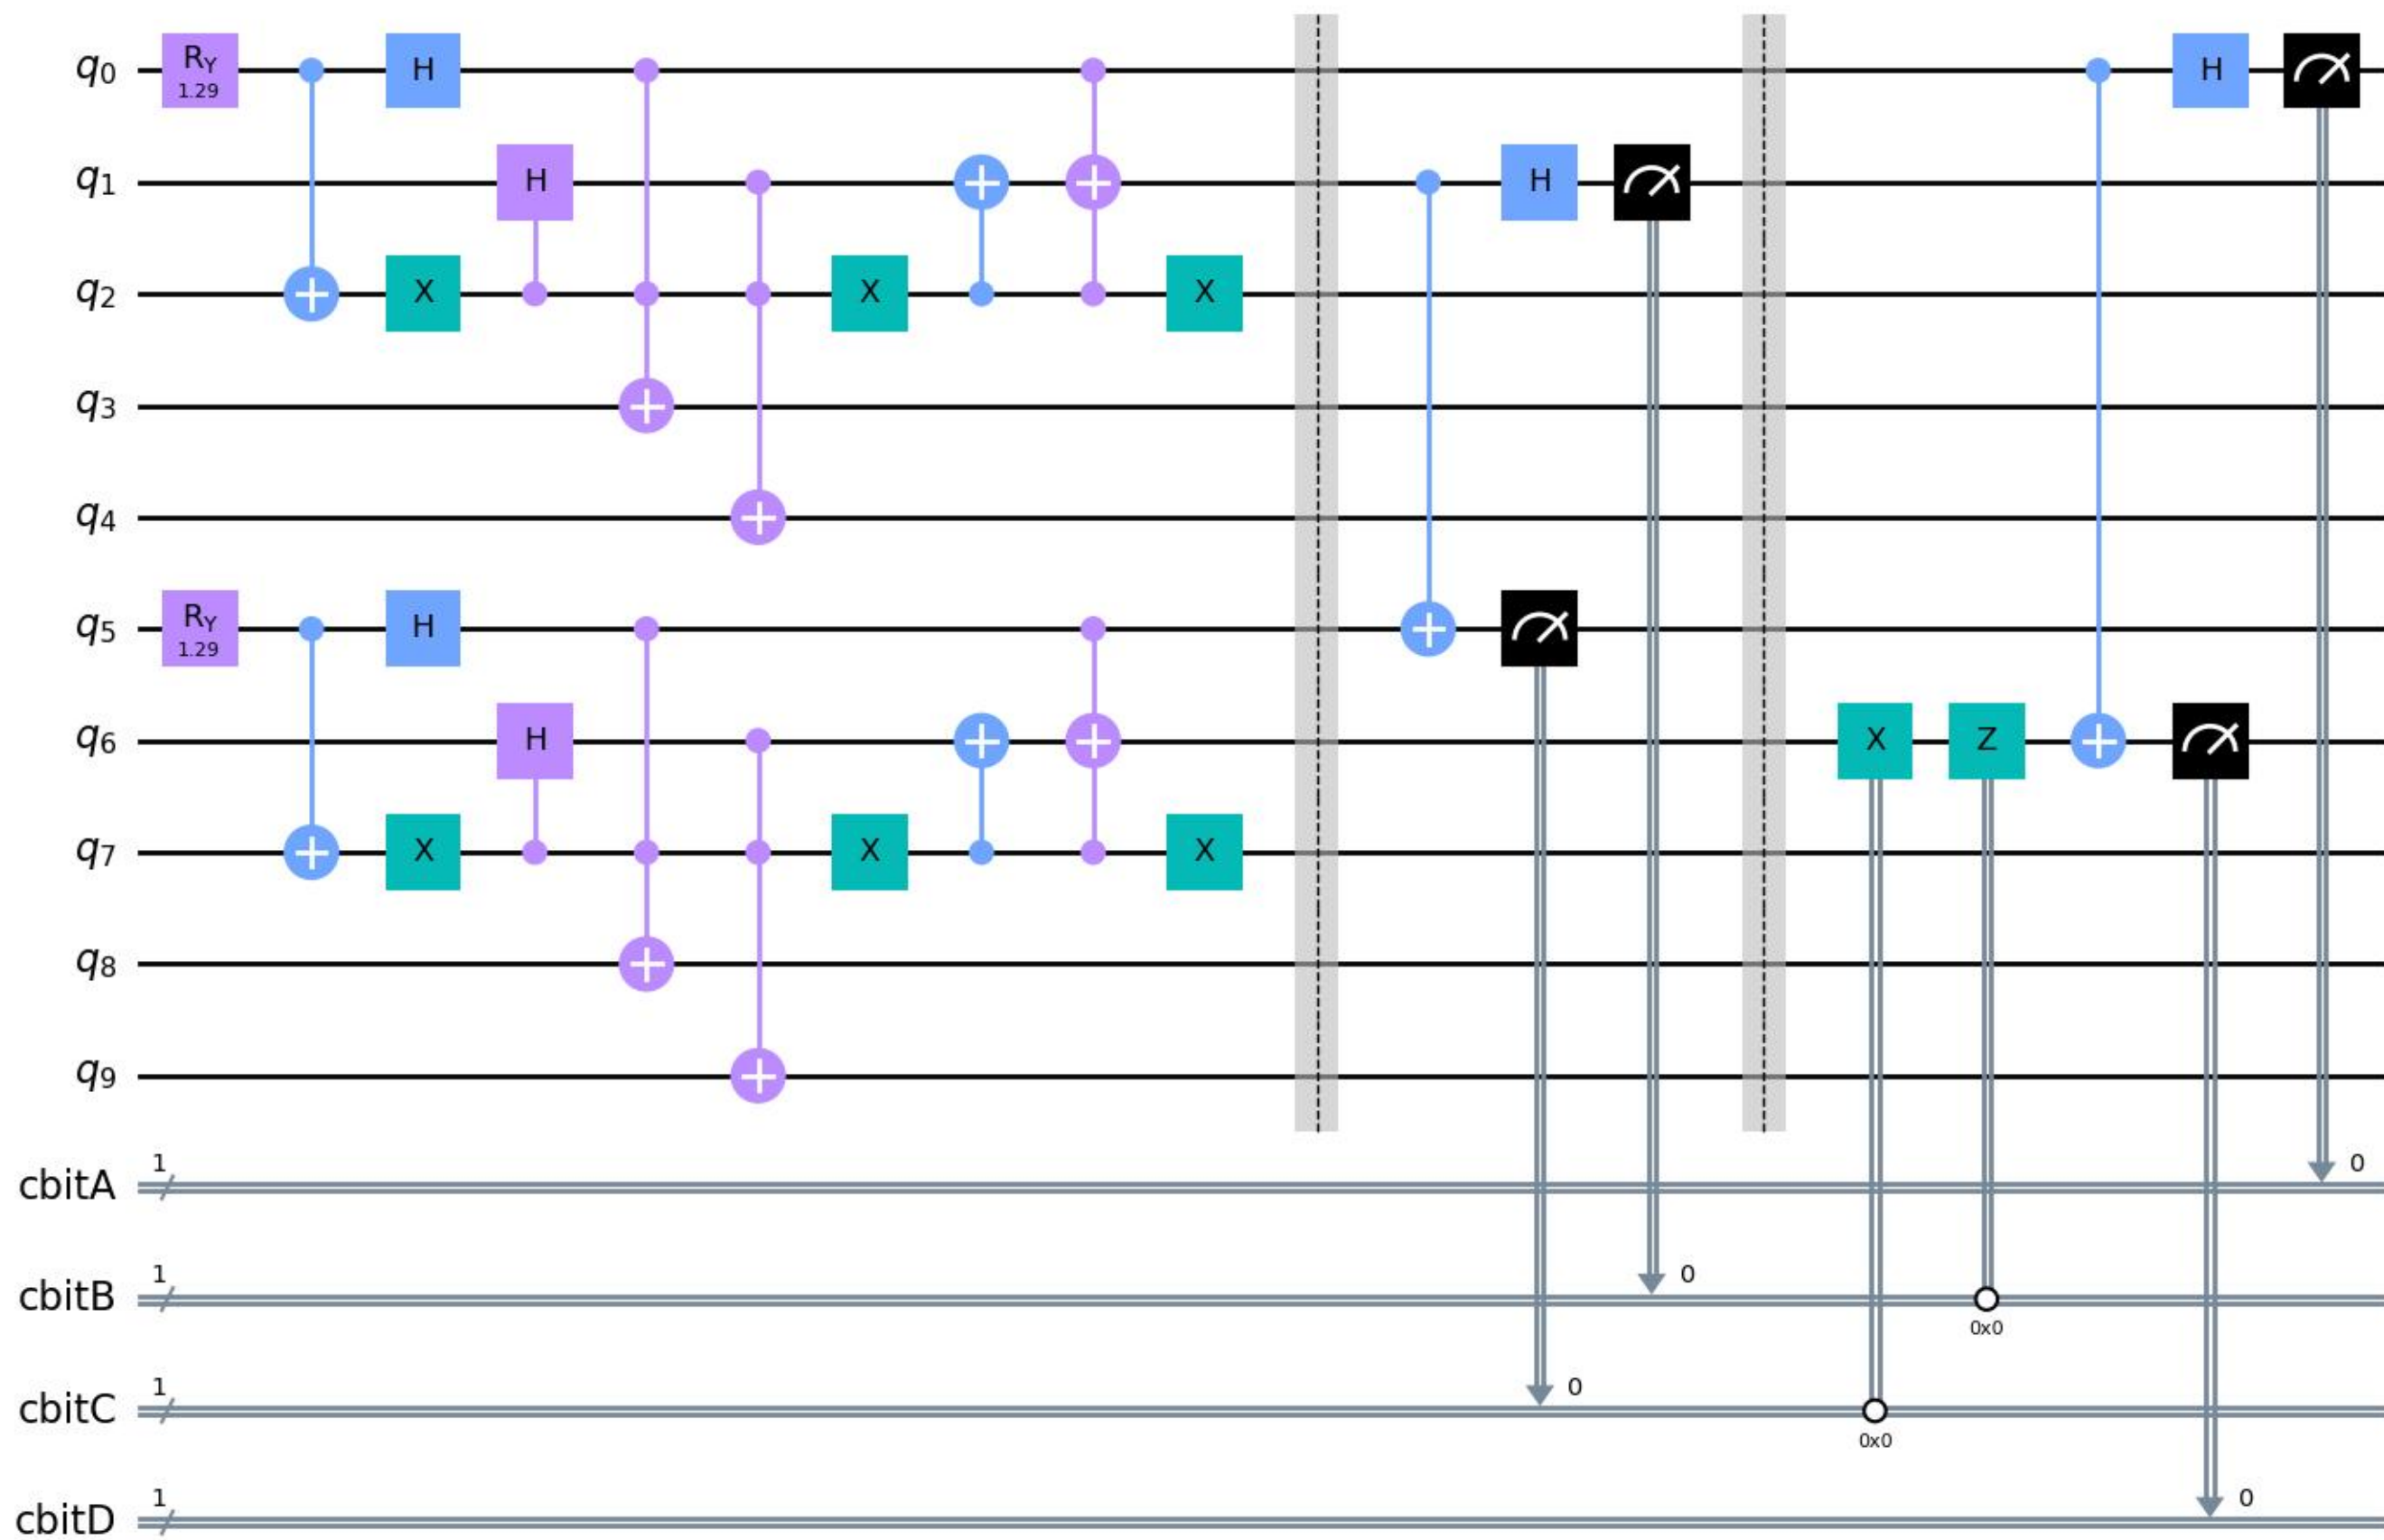 q0 RY 1.29 H
q1 H H
q2 X X X
q3
q4
q5 RY 1.29 H
q6 H X Z
q7 X X X
q8
q9
cbitA 1 0
cbitB 1 0 0x0
cbitC 1 0 0x0
cbitD 1 0
H